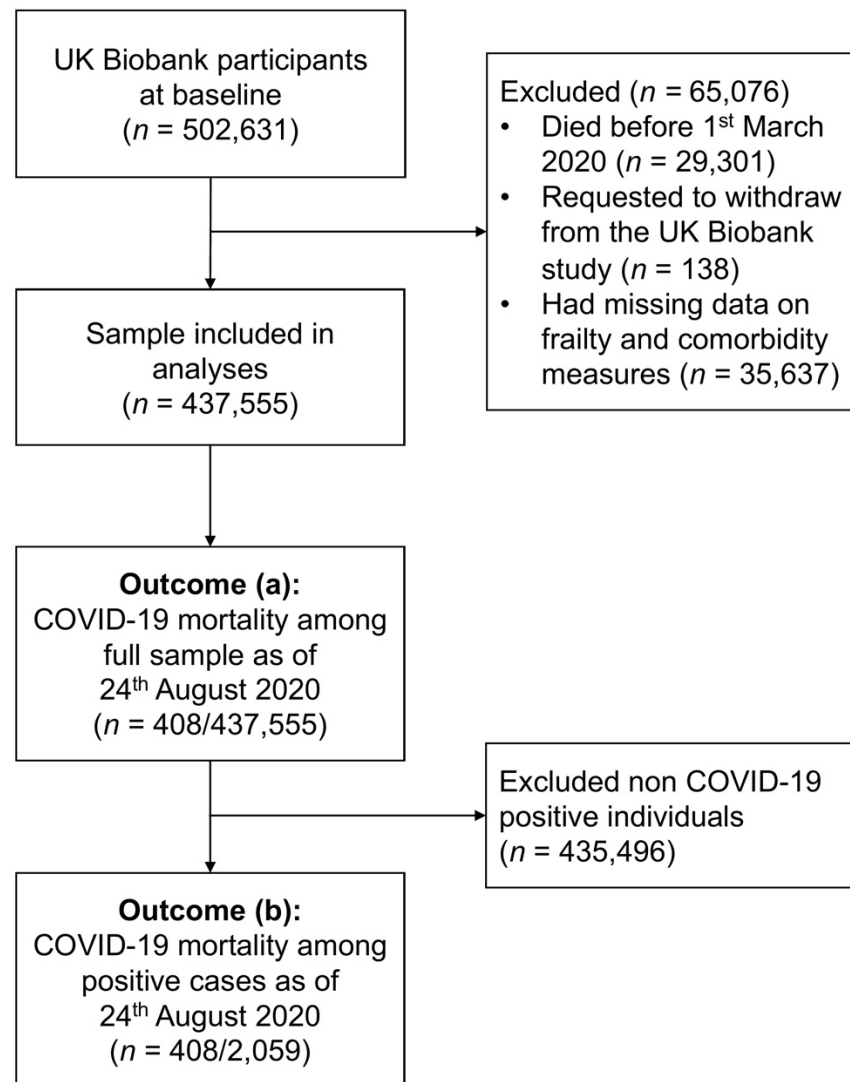 UK Biobank participants
at baseline
(n = 502,631)
Excluded (n = 65,076)
• Died before 1st March
2020 (n = 29,301)
• Requested to withdraw
from the UK Biobank
study (n = 138)
• Had missing data on
frailty and comorbidity
measures (n = 35,637)
Sample included in
analyses
(n = 437,555)
Outcome (a):
COVID-19 mortality among
full sample as of
24th August 2020
(n = 408/437,555)
Excluded non COVID-19
positive individuals
(n = 435,496)
Outcome (b):
COVID-19 mortality among
positive cases as of
24th August 2020
(n = 408/2,059)